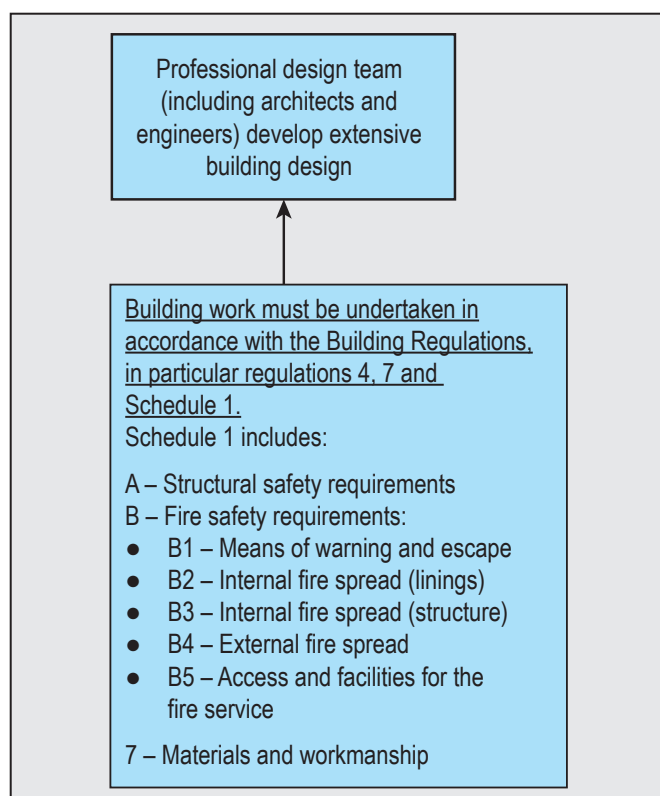 Professional design team
(including architects and
engineers) develop extensive
building design
Building work must be undertaken in
accordance with the Building Regulations,
in particular regulations 4, 7 and
Schedule 1.
Schedule 1 includes:
A – Structural safety requirements
B – Fire safety requirements:
● B1 – Means of warning and escape
● B2 – Internal fire spread (linings)
● B3 – Internal fire spread (structure)
● B4 – External fire spread
● B5 – Access and facilities for the
fire service
7 – Materials and workmanship